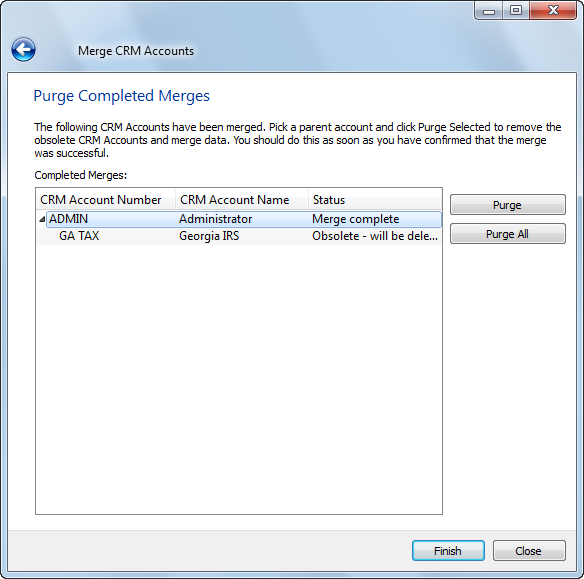 Merge CRM Accounts
Purge Completed Merges
The following CRM Accounts have been merged. Pick a parent account and click Purge Selected to remove the
obsolete CRM Accounts and merge data. You should do this as soon as you have confirmed that the merge
was successful.
Completed Merges:
CRM Account Number CRM Account Name Status
ADMIN Administrator Merge complete
GA TAX Georgia IRS Obsolete - will be dele...
Purge
Purge All
Finish Close